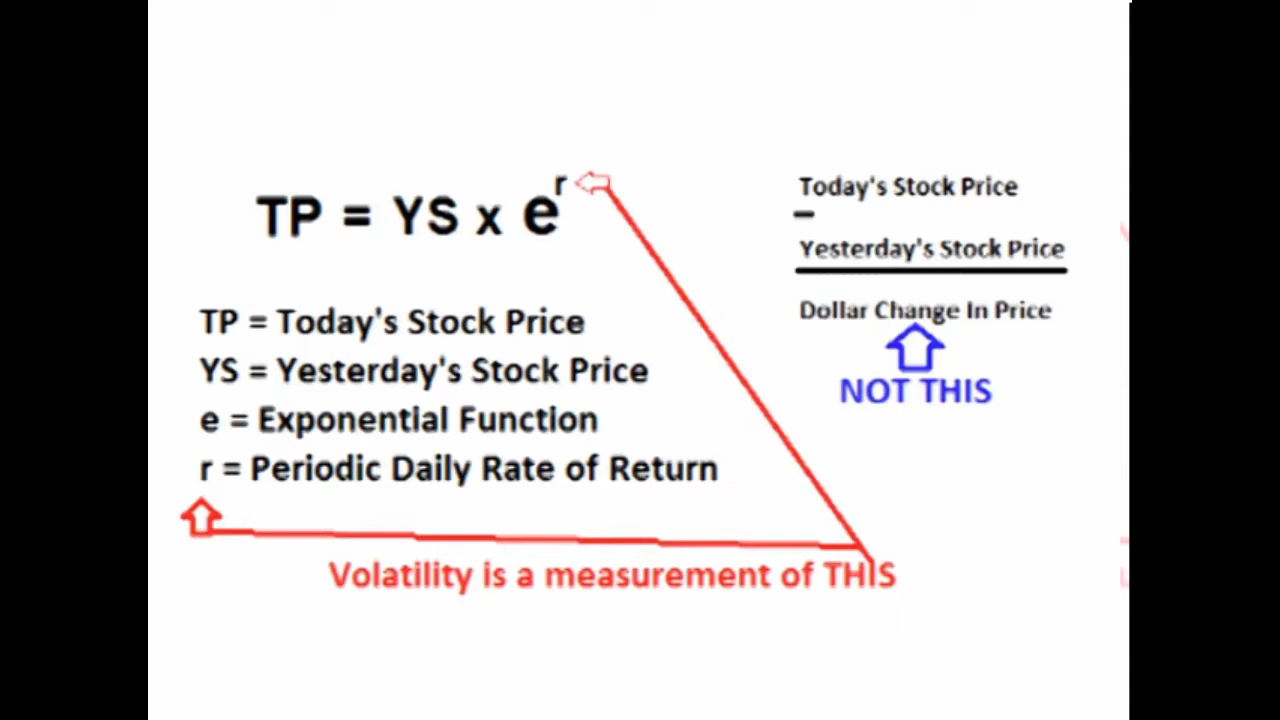 TP = YS x e^r
TP = Today's Stock Price
YS = Yesterday's Stock Price
e = Exponential Function
r = Periodic Daily Rate of Return
Volatility is a measurement of THIS
Today's Stock Price
–
Yesterday's Stock Price
Dollar Change In Price
NOT THIS